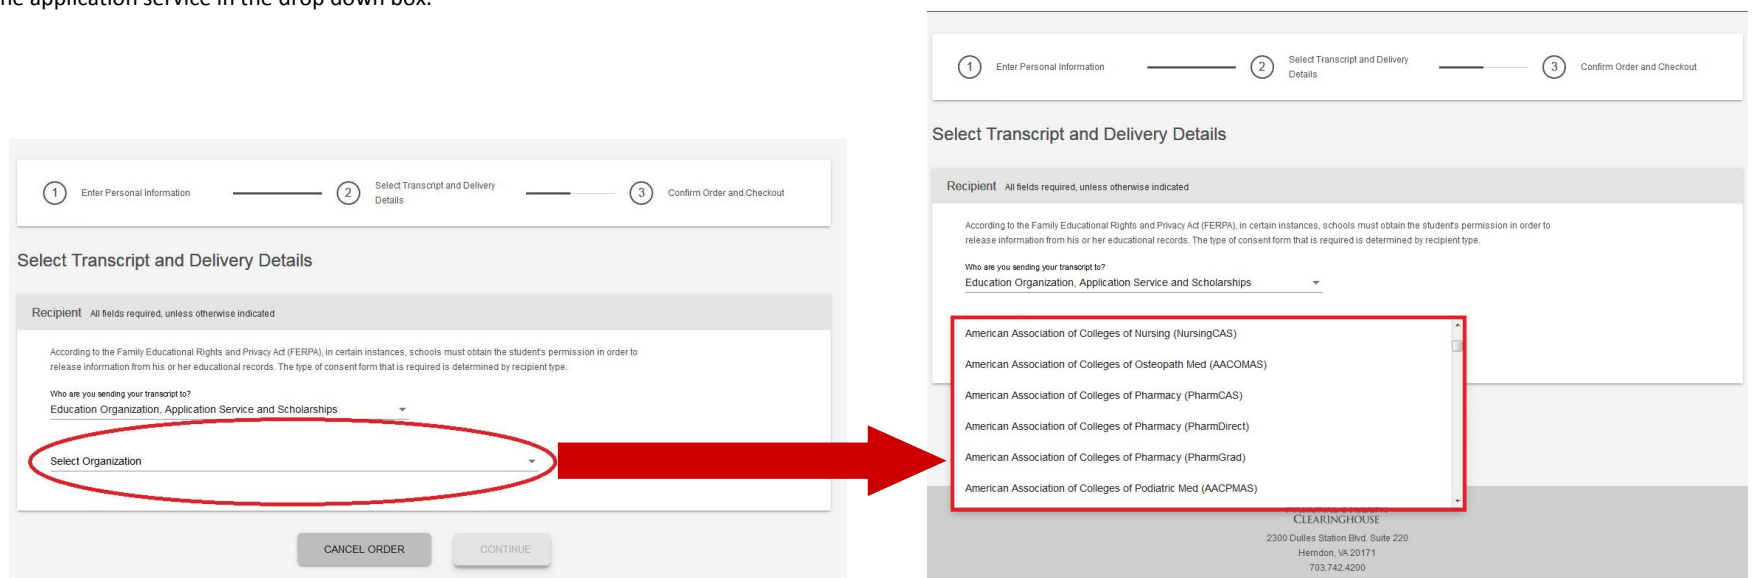 the application service in the drop down box.
1 Enter Personal Information 2 Select Transcript and Delivery Details 3 Confirm Order and Checkout
Select Transcript and Delivery Details
Recipient All fields required, unless otherwise indicated
According to the Family Educational Rights and Privacy Act (FERPA), in certain instances, schools must obtain the student's permission in order to
release information from his or her educational records. The type of consent form that is required is determined by recipient type.
Who are you sending your transcript to?
Education Organization, Application Service and Scholarships
Select Organization
CANCEL ORDER CONTINUE
1 Enter Personal Information 2 Select Transcript and Delivery Details 3 Confirm Order and Checkout
Select Transcript and Delivery Details
Recipient All fields required, unless otherwise indicated
According to the Family Educational Rights and Privacy Act (FERPA), in certain instances, schools must obtain the student's permission in order to
release information from his or her educational records. The type of consent form that is required is determined by recipient type.
Who are you sending your transcript to?
Education Organization, Application Service and Scholarships
American Association of Colleges of Nursing (NursingCAS)
American Association of Colleges of Osteopath Med (AACOMAS)
American Association of Colleges of Pharmacy (PharmCAS)
American Association of Colleges of Pharmacy (PharmDirect)
American Association of Colleges of Pharmacy (PharmGrad)
American Association of Colleges of Podiatric Med (AACPMAS)
CLEARINGHOUSE
2300 Dulles Station Blvd. Suite 220
Herndon, VA 20171
703.742.4200